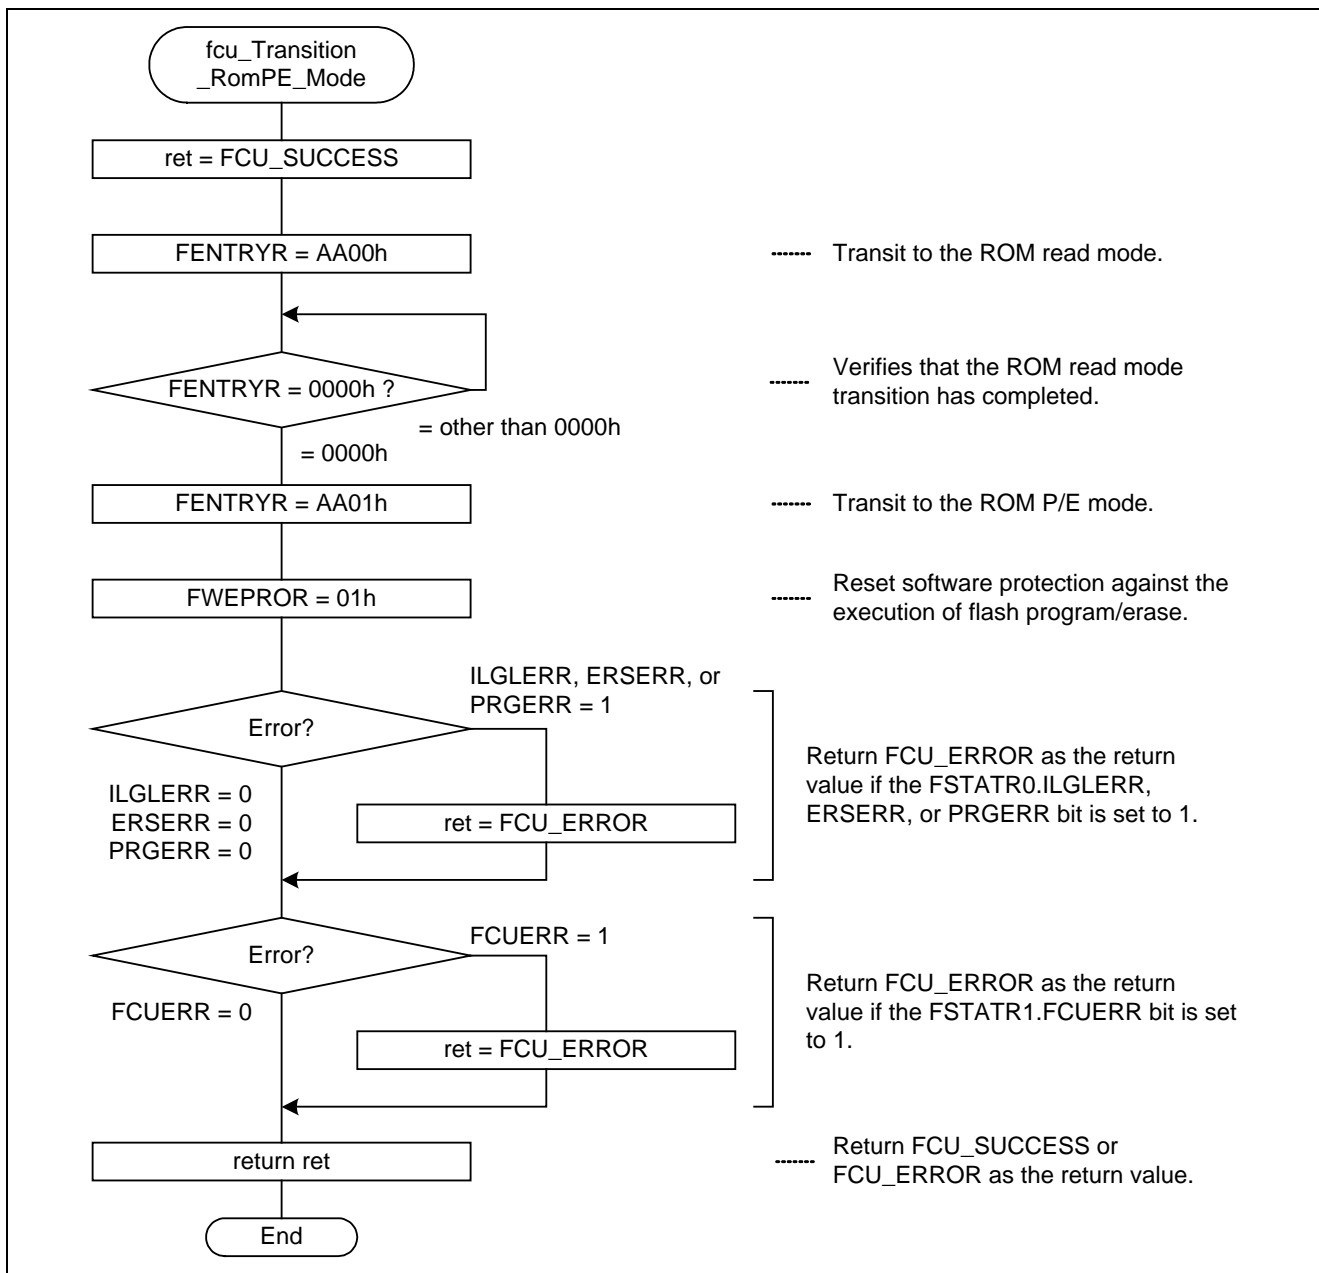 fcu_Transition
_RomPE_Mode
ret = FCU_SUCCESS
FENTRYR = AA00h
Transit to the ROM read mode.
FENTRYR = 0000h ?
Verifies that the ROM read mode
transition has completed.
= other than 0000h
= 0000h
FENTRYR = AA01h
Transit to the ROM P/E mode.
FWEPROR = 01h
Reset software protection against the
execution of flash program/erase.
ILGLERR, ERSERR, or
PRGERR = 1
Error?
ILGLERR = 0
ERSERR = 0
PRGERR = 0
ret = FCU_ERROR
Return FCU_ERROR as the return
value if the FSTATR0.ILGLERR,
ERSERR, or PRGERR bit is set to 1.
FCUERR = 1
Error?
FCUERR = 0
ret = FCU_ERROR
Return FCU_ERROR as the return
value if the FSTATR1.FCUERR bit is set
to 1.
return ret
Return FCU_SUCCESS or
FCU_ERROR as the return value.
End